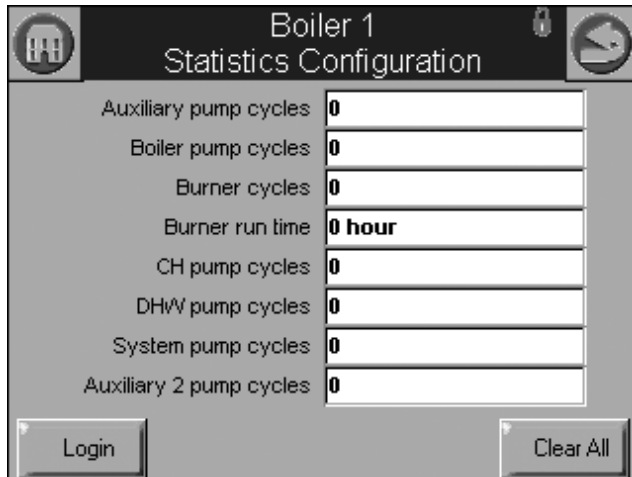 Boiler 1
Statistics Configuration
Auxiliary pump cycles 0
Boiler pump cycles 0
Burner cycles 0
Burner run time 0 hour
CH pump cycles 0
DHW pump cycles 0
System pump cycles 0
Auxiliary 2 pump cycles 0
Login Clear All